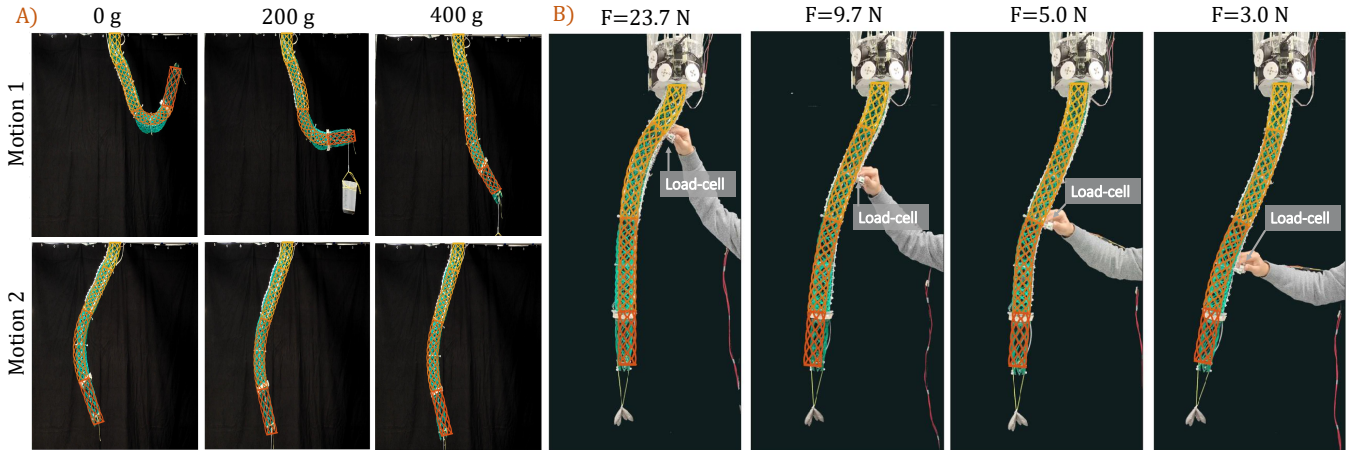 A)
0 g
200 g
400 g
Motion 1
Motion 2
B)
F=23.7 N
F=9.7 N
F=5.0 N
F=3.0 N
Load-cell
Load-cell
Load-cell
Load-cell